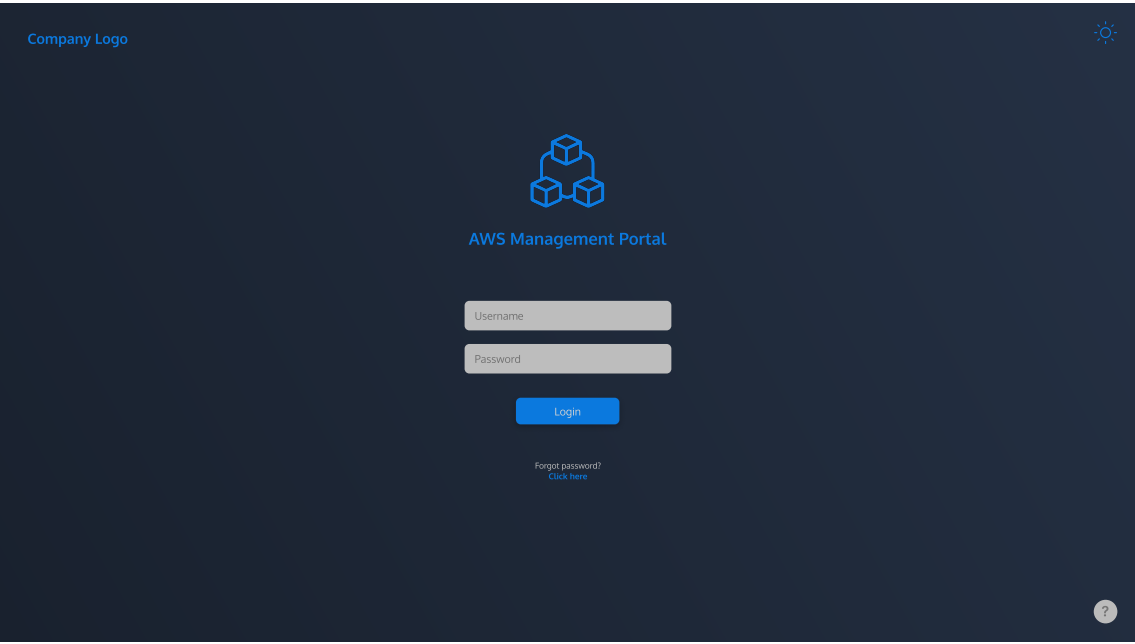 Company Logo
AWS Management Portal
Username
Password
Login
Forgot password?
Click here
?